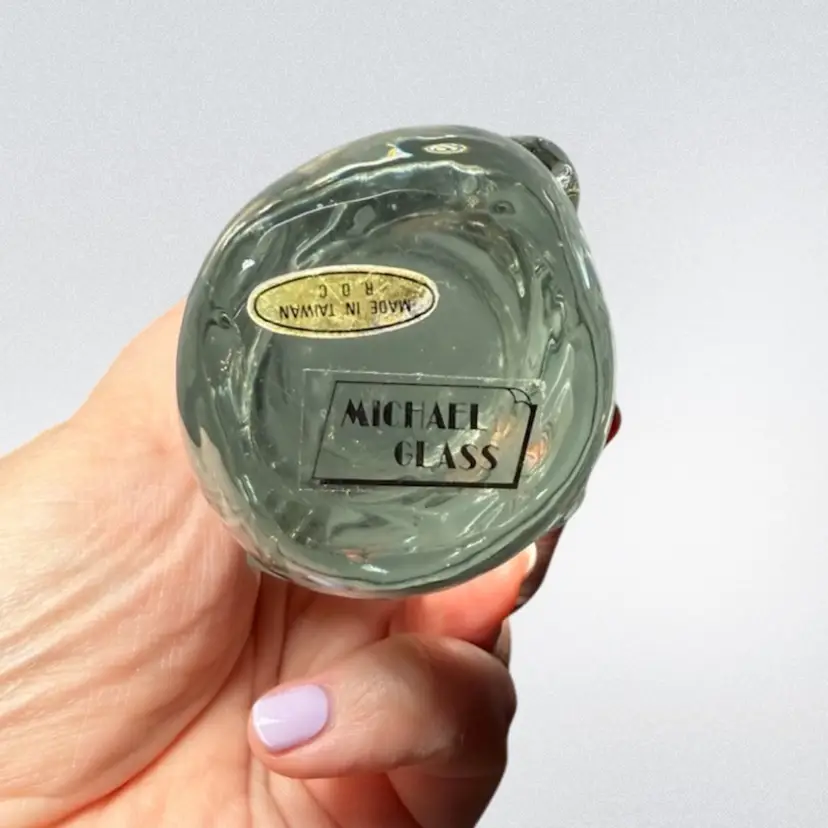 MADE IN TAIWAN
R. O. C
MICHAEL
GLASS